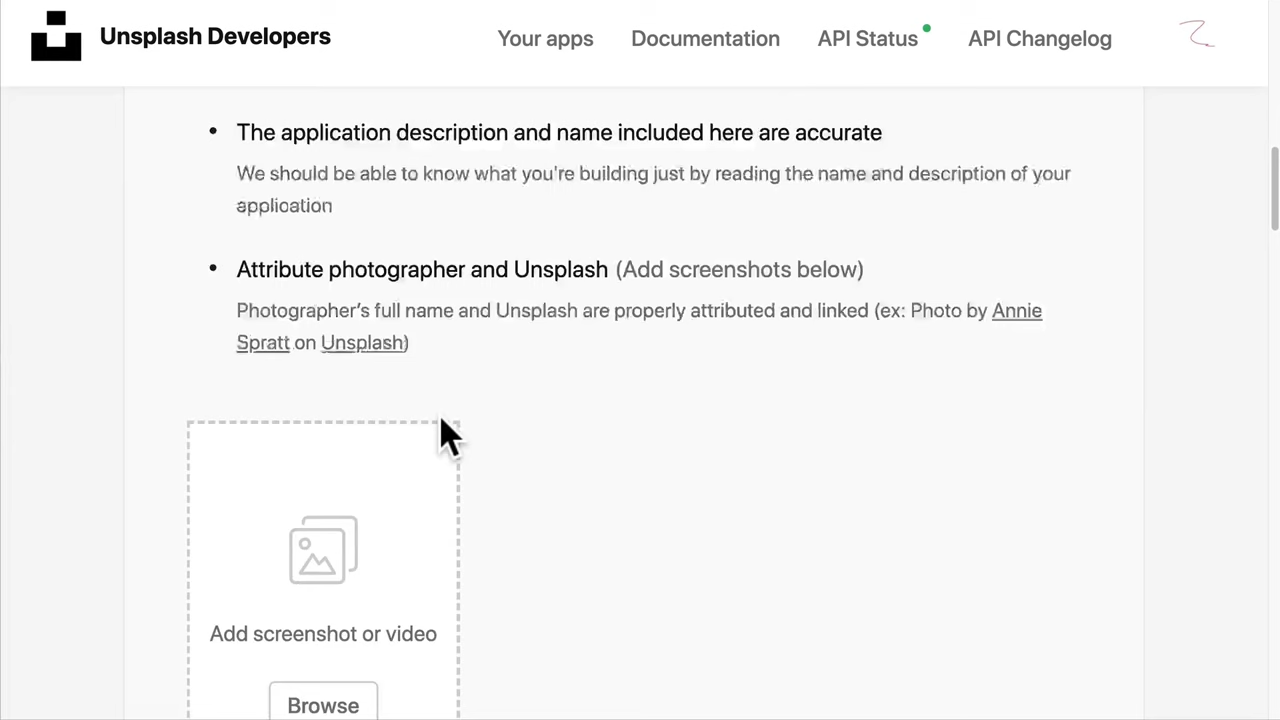 Unsplash Developers
Your apps
Documentation
API Status
API Changelog
• The application description and name included here are accurate
We should be able to know what you're building just by reading the name and description of your
application
• Attribute photographer and Unsplash (Add screenshots below)
Photographer’s full name and Unsplash are properly attributed and linked (ex: Photo by Annie
Spratt on Unsplash)
Add screenshot or video
Browse